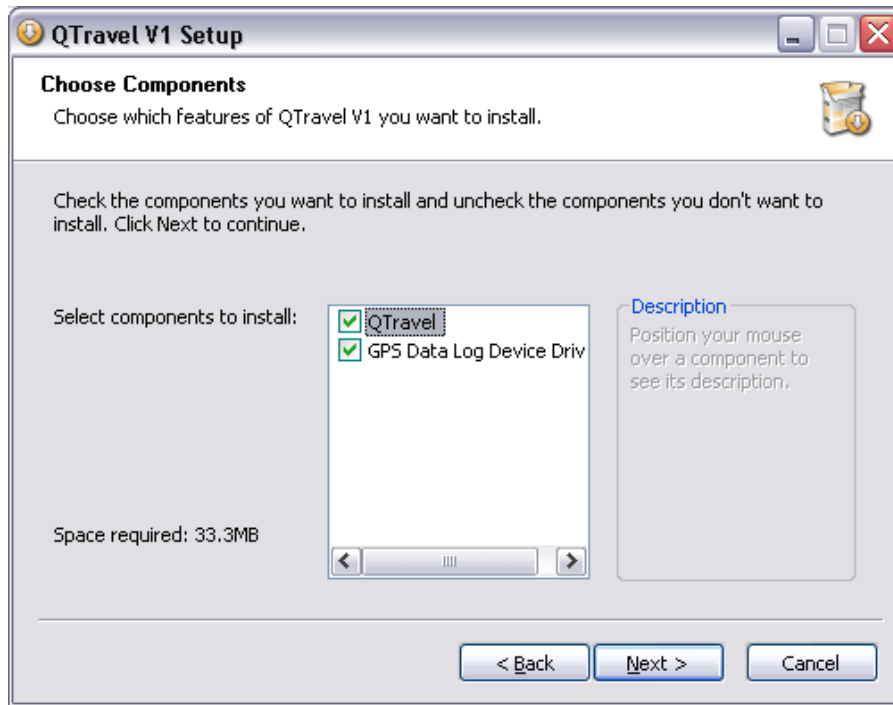 QTravel V1 Setup
Choose Components
Choose which features of QTravel V1 you want to install.
Check the components you want to install and uncheck the components you don't want to
install. Click Next to continue.
Select components to install:
QTravel
GPS Data Log Device Driv
Description
Position your mouse
over a component to
see its description.
Space required: 33.3MB
< Back
Next >
Cancel